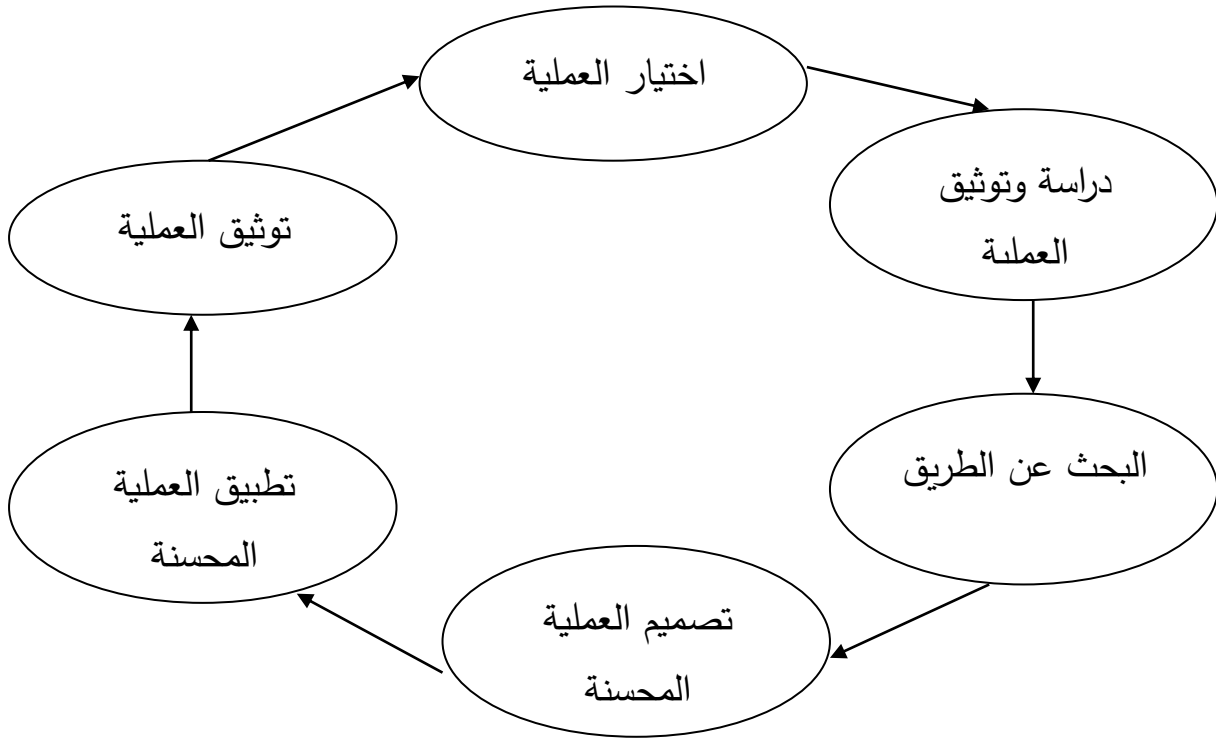 اختيار العملية
دراسة وتوثيق
العملية
البحث عن الطريق
تصميم العملية
المحسنة
تطبيق العملية
المحسنة
توثيق العملية